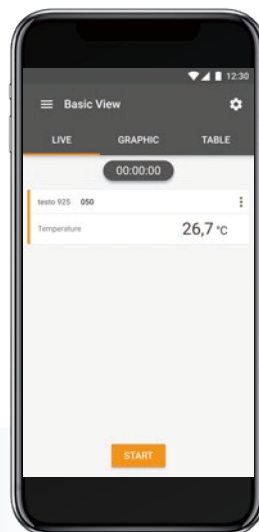 12:30
Basic View
LIVE GRAPHIC TABLE
00:00:00
testo 925 050
Temperature 26,7 °C
START